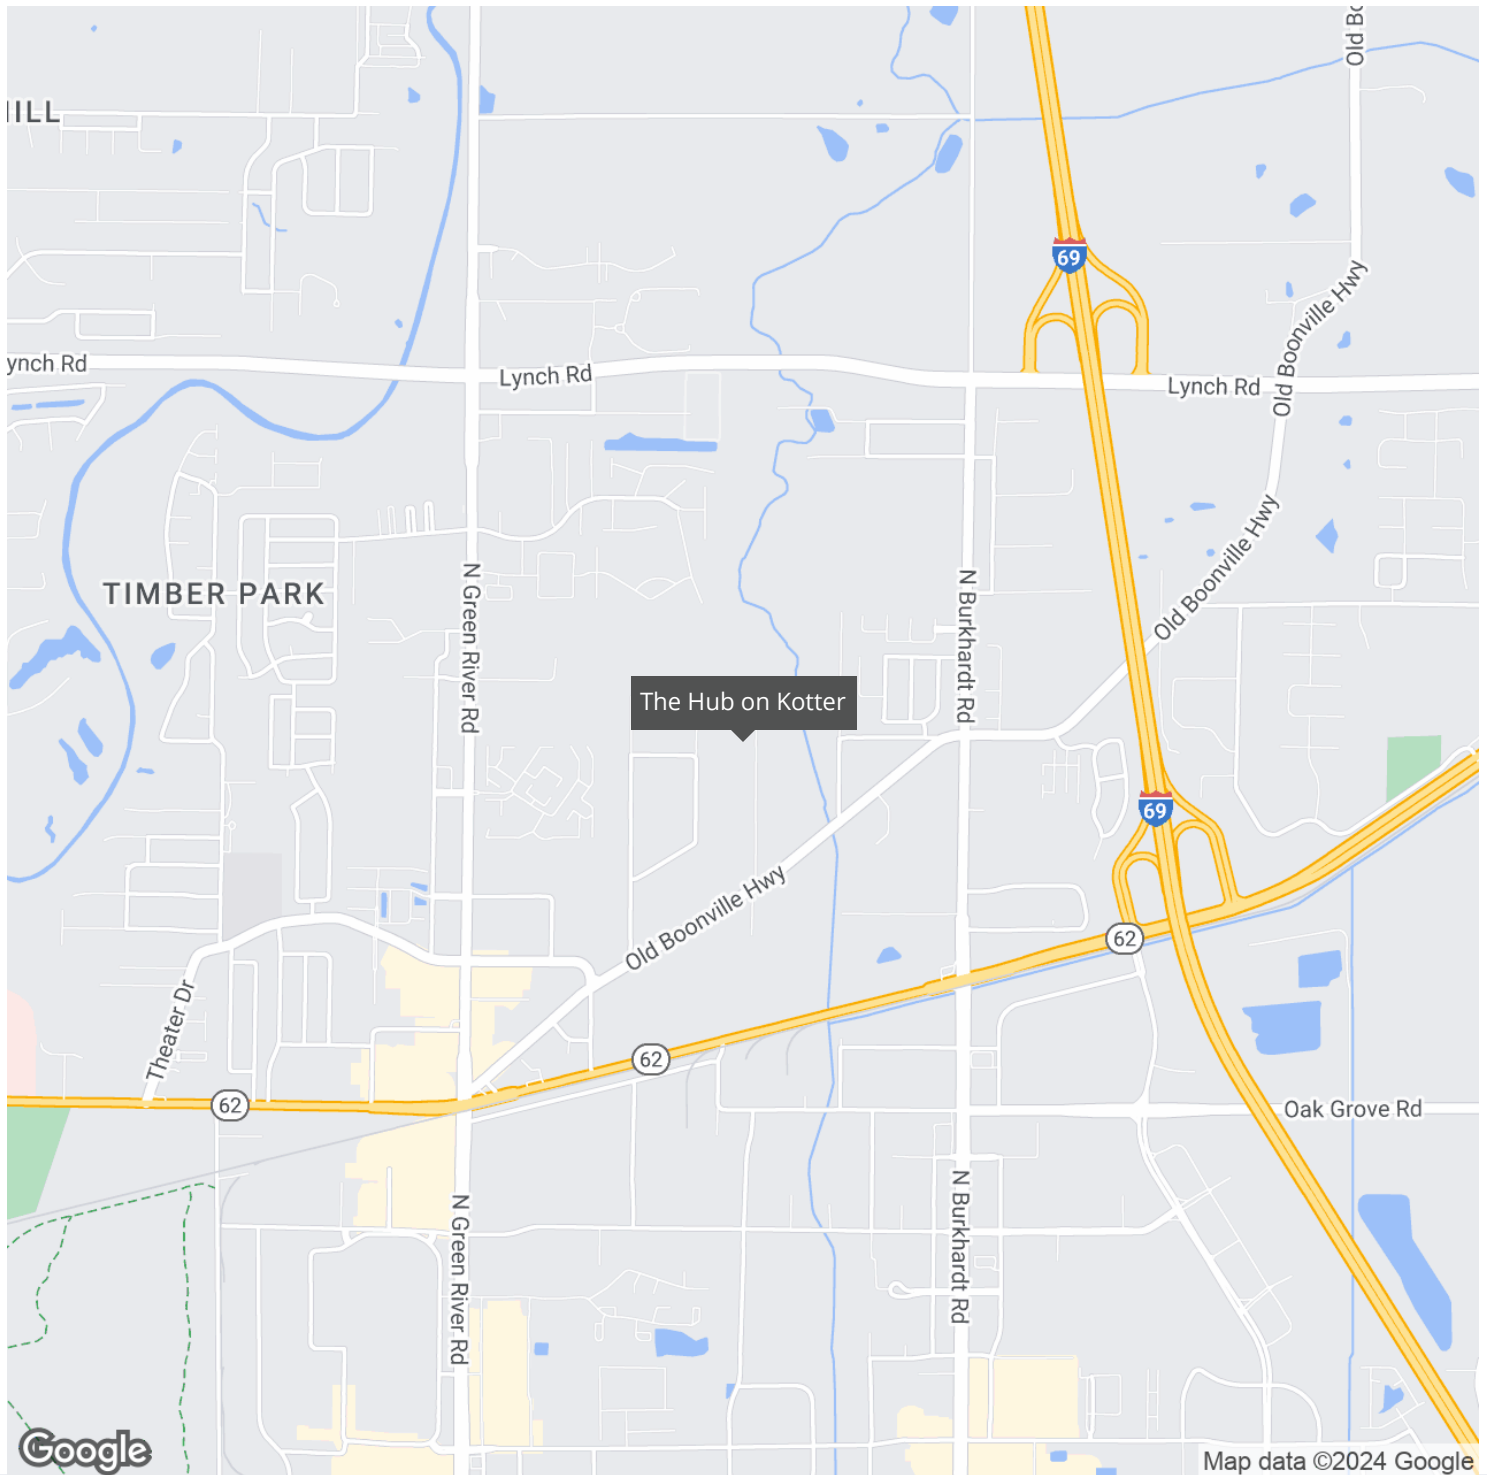 Old Bo
HILL
69
Old Boonville Hwy
ynch Rd
Lynch Rd
Lynch Rd
Old Boonville Hwy
TIMBER PARK
N Green River Rd
N Burkhardt Rd
The Hub on Kotter
69
Old Boonville Hwy
62
Theater Dr
62
62
Oak Grove Rd
N Green River Rd
N Burkhardt Rd
Google
Map data ©2024 Google